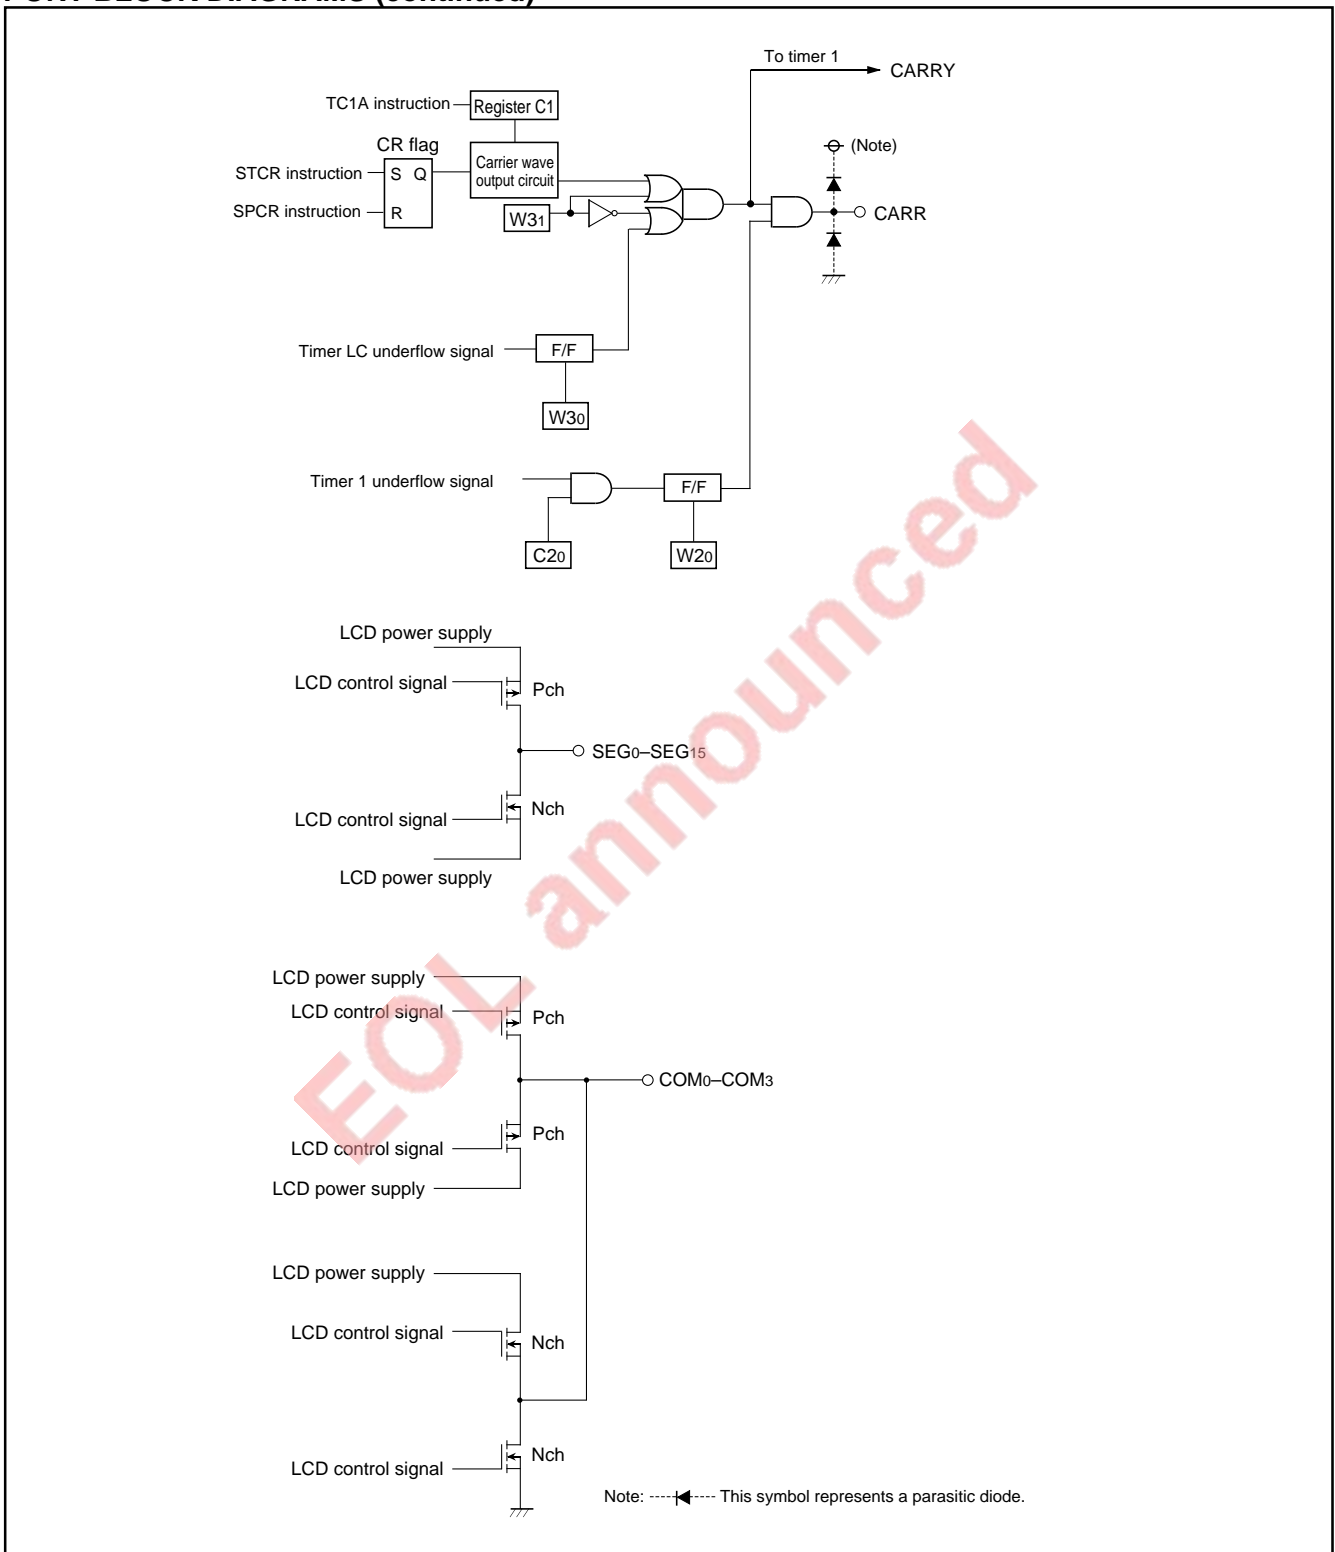 PORT BLOCK DIAGRAMS (continued)
To timer 1
CARRY
TC1A instruction
Register C1
CR flag
(Note)
STCR instruction
S Q
Carrier wave
output circuit
SPCR instruction
R
W31
CARR
Timer LC underflow signal
F/F
W30
Timer 1 underflow signal
F/F
C20
W20
LCD power supply
LCD control signal
Pch
SEG0–SEG15
Nch
LCD control signal
LCD power supply
EOL announced
LCD power supply
LCD control signal
Pch
COM0–COM3
Pch
LCD control signal
LCD power supply
LCD power supply
LCD control signal
Nch
Nch
LCD control signal
Note: This symbol represents a parasitic diode.